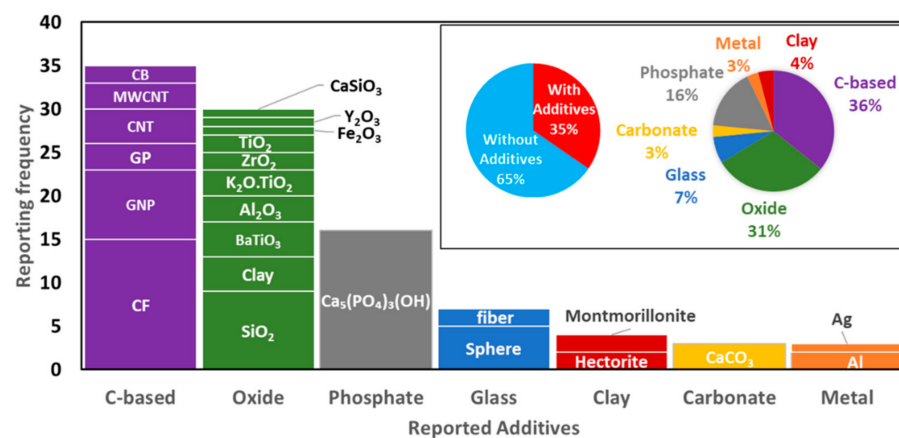 40
35
30
25
20
15
10
5
0
Reporting frequency
CB
MWCNT
CNT
GP
GNP
CF
CaSiO₃
Y₂O₃
Fe₂O₃
TiO₂
ZrO₂
K₂O.TiO₂
Al₂O₃
BaTiO₃
Clay
SiO₂
Ca₅(PO₄)₃(OH)
fiber
Sphere
Montmorillonite
Hectorite
CaCO₃
Ag
Al
C-based
Oxide
Phosphate
Glass
Clay
Carbonate
Metal
Reported Additives
With
Additives
35%
Without
Additives
65%
Metal
3%
Clay
4%
Phosphate
16%
C-based
36%
Carbonate
3%
Glass
7%
Oxide
31%